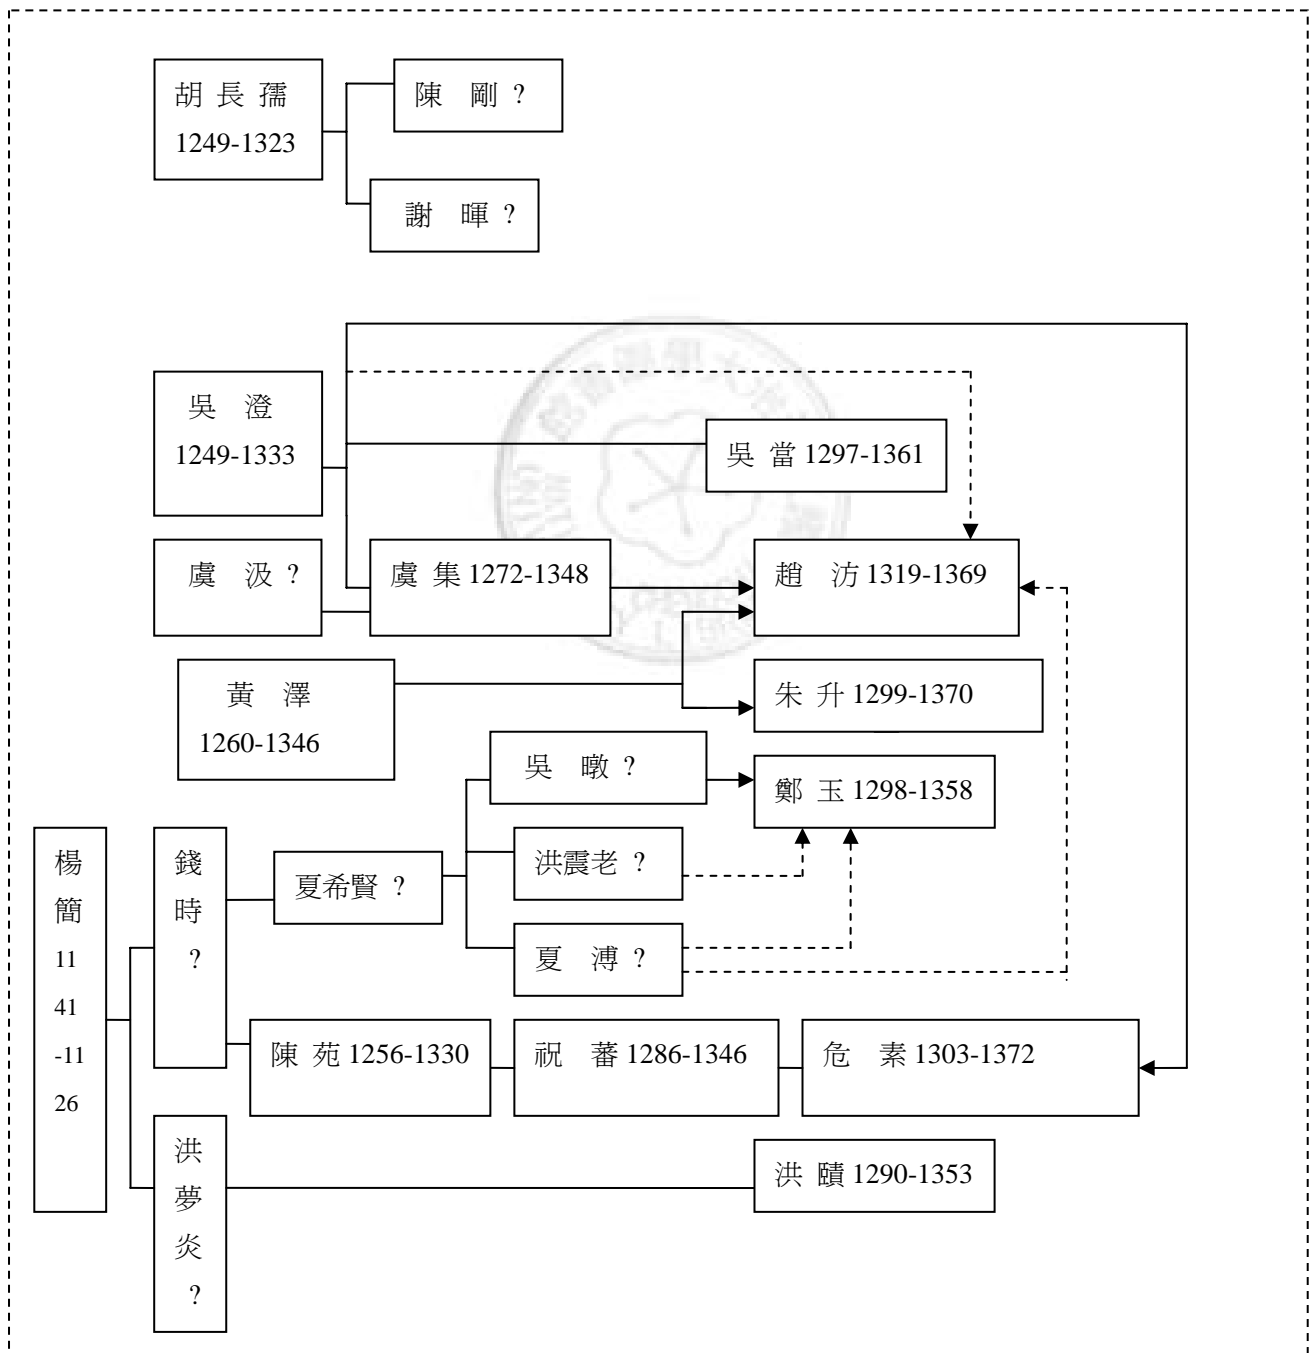 胡 長 孺
1249-1323
陳 剛 ?
謝 暉 ?
吳 澄
1249-1333
吳 當 1297-1361
虞 汲 ?
虞 集 1272-1348
趙 汸 1319-1369
黃 澤
1260-1346
朱 升 1299-1370
吳 暾 ?
鄭 玉 1298-1358
洪震老 ?
夏 溥 ?
夏希賢 ?
楊
簡
11
41
-11
26
錢
時
?
陳 苑 1256-1330
祝 蕃 1286-1346
危 素 1303-1372
洪
夢
炎
?
洪 賾 1290-1353